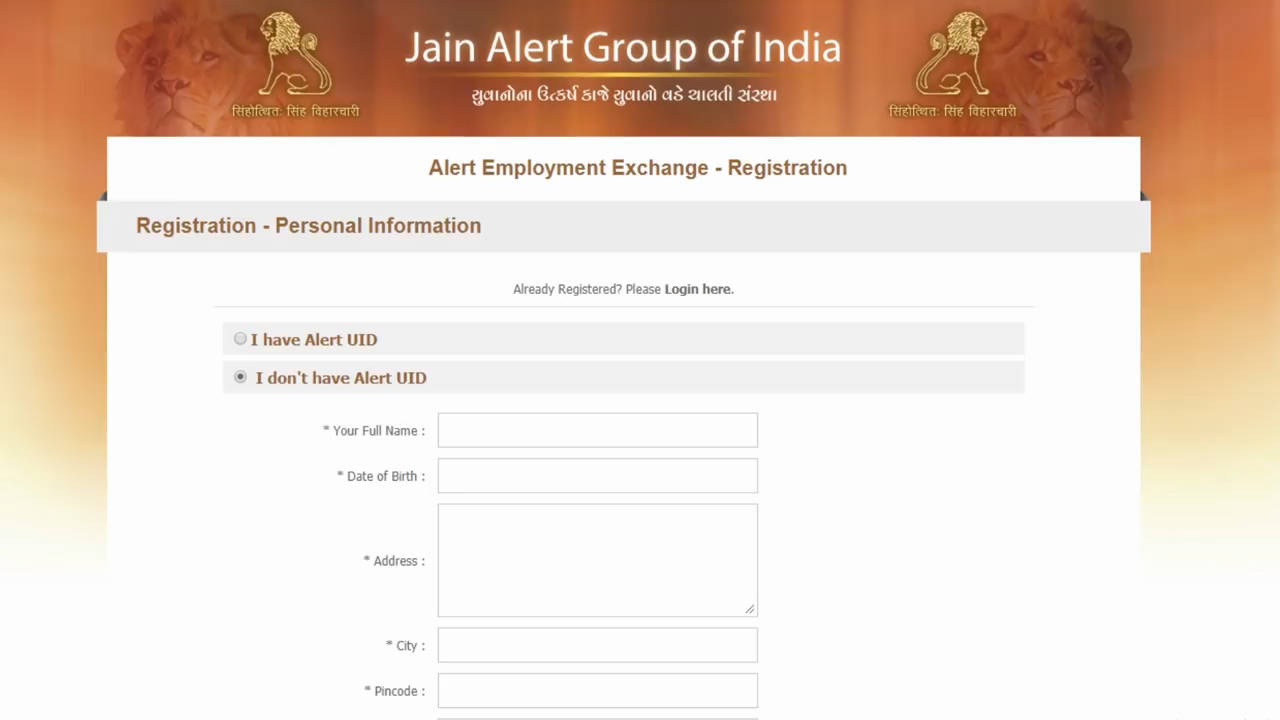 Jain Alert Group of India
યુવાનોના ઉત્કર્ષ કાજે યુવાનો વડે ચાલતી સંસ્થા
सिंहोत्थितः सिंह विहारचारी
सिंहोत्थितः सिंह विहारचारी
Alert Employment Exchange - Registration
Registration - Personal Information
Already Registered? Please Login here.
I have Alert UID
I don't have Alert UID
* Your Full Name :
* Date of Birth :
* Address :
* City :
* Pincode :